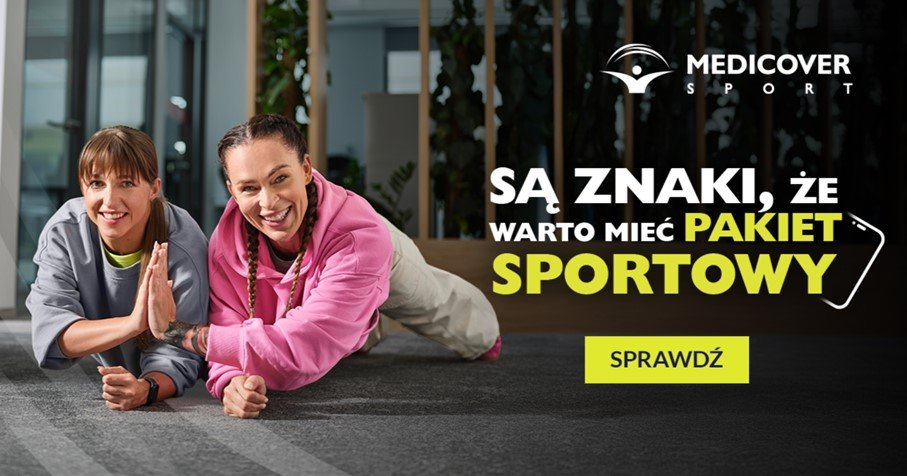 MEDICOVER
SPORT
SĄ ZNAKI, ŻE
WARTO MIEĆ PAKIET
SPORTOWY
SPRAWDŹ